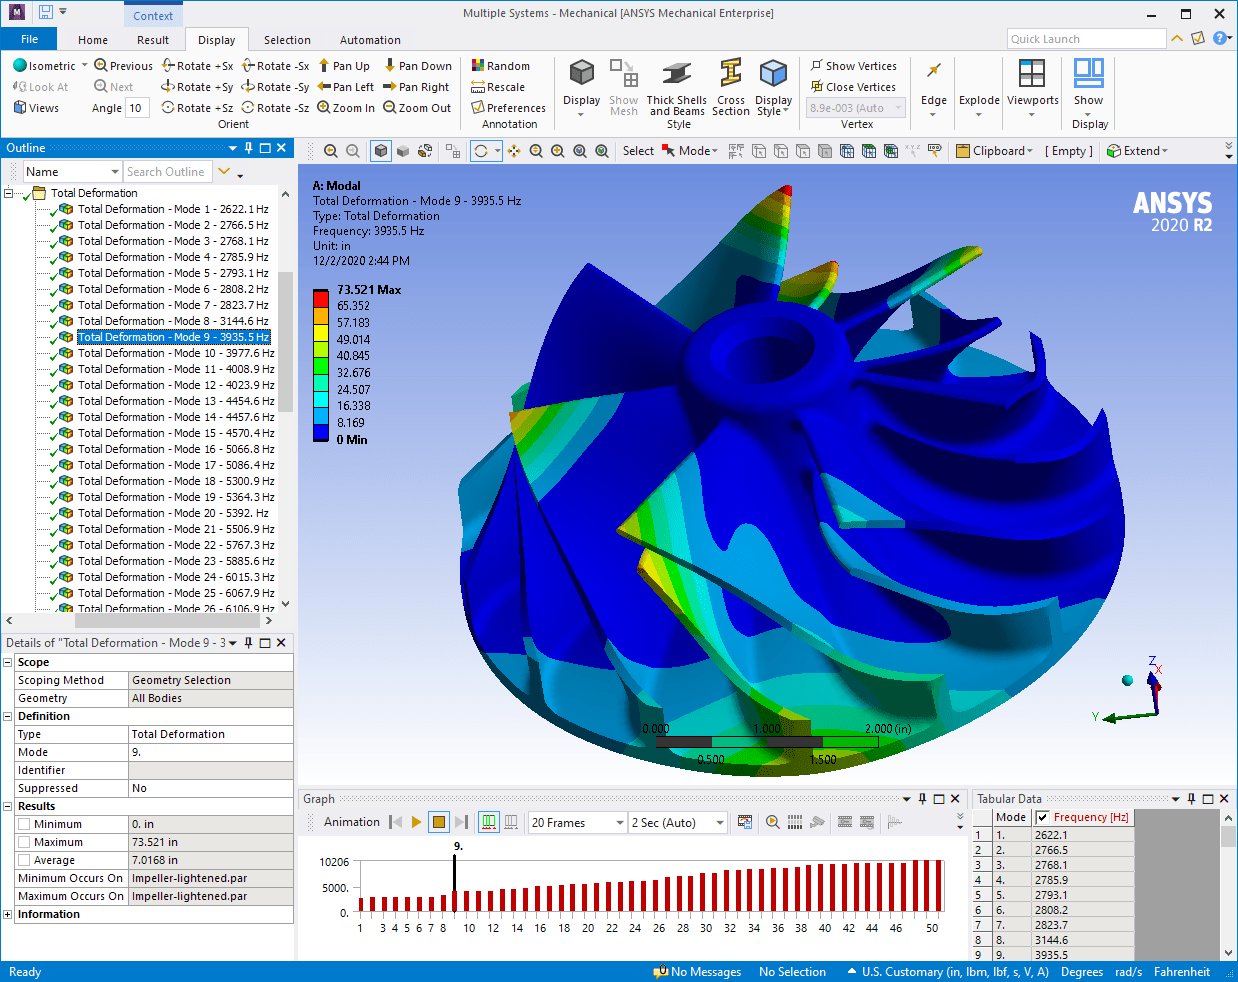 Context
Multiple Systems - Mechanical [ANSYS Mechanical Enterprise]
File Home Result Display Selection Automation
Quick Launch
Isometric Previous Rotate +Sx Rotate -Sx Pan Up Pan Down
Look At Next Rotate +Sy Rotate -Sy Pan Left Pan Right
Views Angle 10 Rotate +Sz Rotate -Sz Zoom In Zoom Out
Orient
Random
Rescale
Preferences
Annotation
Display
Show Mesh
Thick Shells and Beams
Cross Section
Display Style
Style
Show Vertices
Close Vertices
8.9e-003 (Auto
Vertex
Edge
Explode
Viewports
Show
Display
Outline
Name Search Outline
Select Mode Clipboard [ Empty ] Extend
Total Deformation
Total Deformation - Mode 1 - 2622.1 Hz
Total Deformation - Mode 2 - 2766.5 Hz
Total Deformation - Mode 3 - 2768.1 Hz
Total Deformation - Mode 4 - 2785.9 Hz
Total Deformation - Mode 5 - 2793.1 Hz
Total Deformation - Mode 6 - 2808.2 Hz
Total Deformation - Mode 7 - 2823.7 Hz
Total Deformation - Mode 8 - 3144.6 Hz
Total Deformation - Mode 9 - 3935.5 Hz
Total Deformation - Mode 10 - 3977.6 Hz
Total Deformation - Mode 11 - 4008.9 Hz
Total Deformation - Mode 12 - 4023.9 Hz
Total Deformation - Mode 13 - 4454.6 Hz
Total Deformation - Mode 14 - 4457.6 Hz
Total Deformation - Mode 15 - 4570.4 Hz
Total Deformation - Mode 16 - 5066.8 Hz
Total Deformation - Mode 17 - 5086.4 Hz
Total Deformation - Mode 18 - 5300.9 Hz
Total Deformation - Mode 19 - 5364.3 Hz
Total Deformation - Mode 20 - 5392. Hz
Total Deformation - Mode 21 - 5506.9 Hz
Total Deformation - Mode 22 - 5767.3 Hz
Total Deformation - Mode 23 - 5885.6 Hz
Total Deformation - Mode 24 - 6015.3 Hz
Total Deformation - Mode 25 - 6067.9 Hz
Total Deformation - Mode 26 - 6106.9 Hz
A: Modal
Total Deformation - Mode 9 - 3935.5 Hz
Type: Total Deformation
Frequency: 3935.5 Hz
Unit: in
12/2/2020 2:44 PM
73.521 Max
65.352
57.183
49.014
40.845
32.676
24.507
16.338
8.169
0 Min
ANSYS
2020 R2
Z
X
Y
0.000 1.000 2.000 (in)
0.500 1.500
Details of "Total Deformation - Mode 9 - 3
Scope
Scoping Method Geometry Selection
Geometry All Bodies
Definition
Type Total Deformation
Mode 9.
Identifier
Suppressed No
Results
Minimum 0. in
Maximum 73.521 in
Average 7.0168 in
Minimum Occurs On Impeller-lightened.par
Maximum Occurs On Impeller-lightened.par
Information
Graph
Animation 20 Frames 2 Sec (Auto)
9.
10206
5000.
0.
1 3 4 5 6 7 8 10 12 14 16 18 20 22 24 26 28 30 32 34 36 38 40 42 44 46 50
Tabular Data
Mode Frequency [Hz]
1 1. 2622.1
2 2. 2766.5
3 3. 2768.1
4 4. 2785.9
5 5. 2793.1
6 6. 2808.2
7 7. 2823.7
8 8. 3144.6
9 9. 3935.5
Ready 0 No Messages No Selection U.S. Customary (in, lbm, lbf, s, V, A) Degrees rad/s Fahrenheit